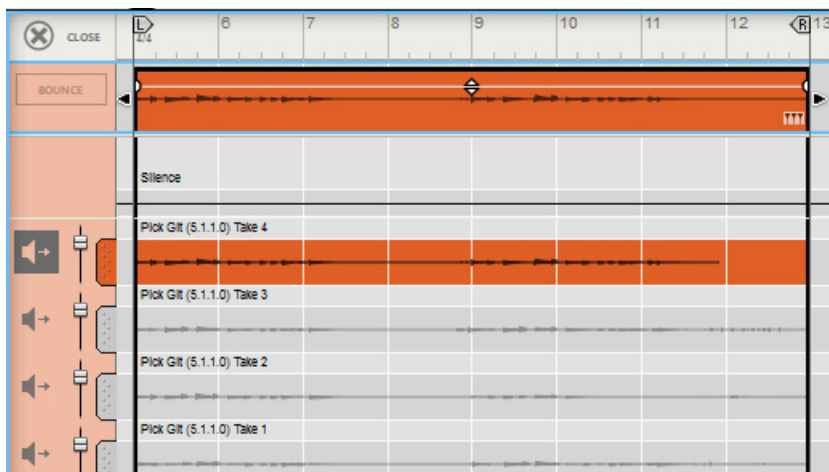 CLOSE L 6 7 8 9 10 11 12 R 13
4/4
BOUNCE
Silence
Pick Git (5.1.1.0) Take 4
Pick Git (5.1.1.0) Take 3
Pick Git (5.1.1.0) Take 2
Pick Git (5.1.1.0) Take 1